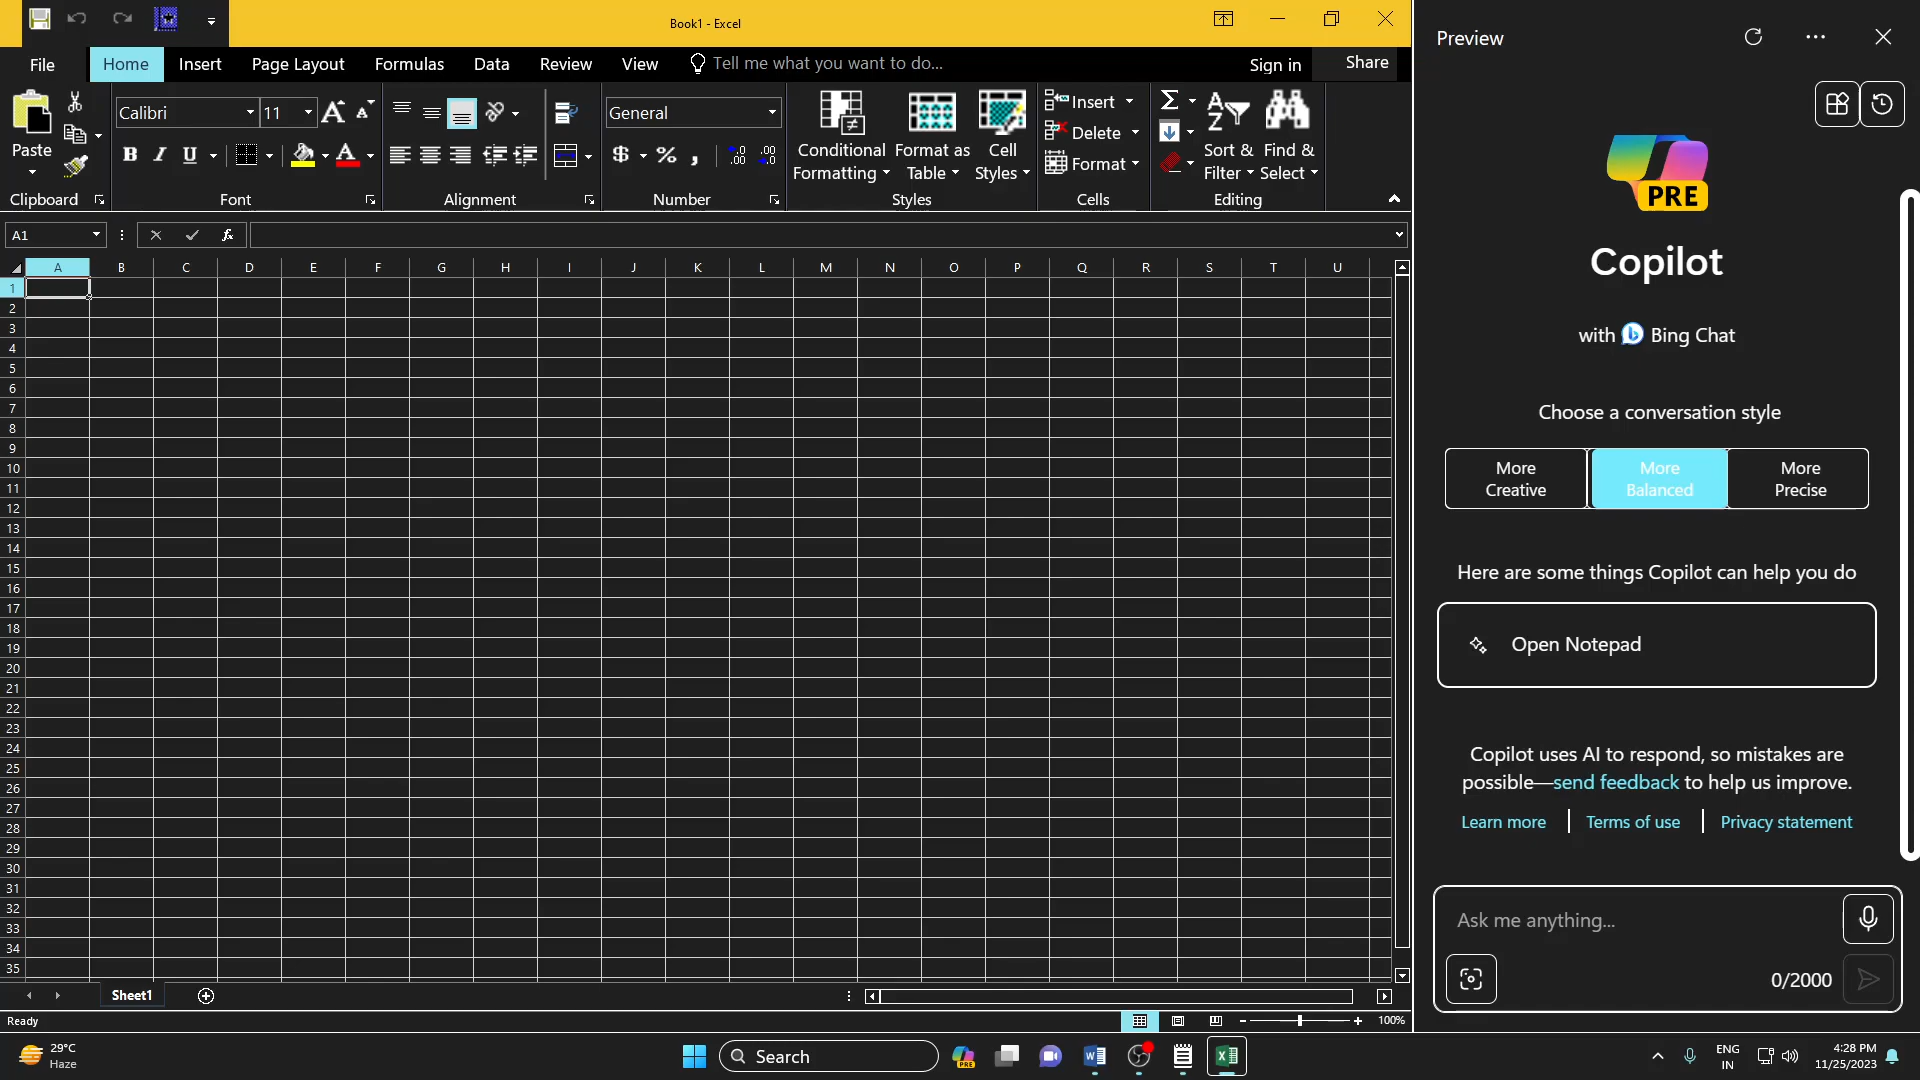 Book1 - Excel
File Home Insert Page Layout Formulas Data Review View Tell me what you want to do... Sign in Share
Paste
Clipboard
Calibri 11
B I U A
Font
Alignment
General
$ % ,
Number
Conditional Formatting
Format as Table
Cell Styles
Styles
Insert
Delete
Format
Cells
Sort & Filter
Find & Select
Editing
A1 fx
A B C D E F G H I J K L M N O P Q R S T U
1
2
3
4
5
6
7
8
9
10
11
12
13
14
15
16
17
18
19
20
21
22
23
24
25
26
27
28
29
30
31
32
33
34
35
Sheet1
Ready
100%
Preview
PRE
Copilot
with Bing Chat
Choose a conversation style
More Creative
More Balanced
More Precise
Here are some things Copilot can help you do
Open Notepad
Copilot uses AI to respond, so mistakes are
possible—send feedback to help us improve.
Learn more Terms of use Privacy statement
Ask me anything...
0/2000
29°C
Haze
Search
PRE
ENG
IN
4:28 PM
11/25/2023